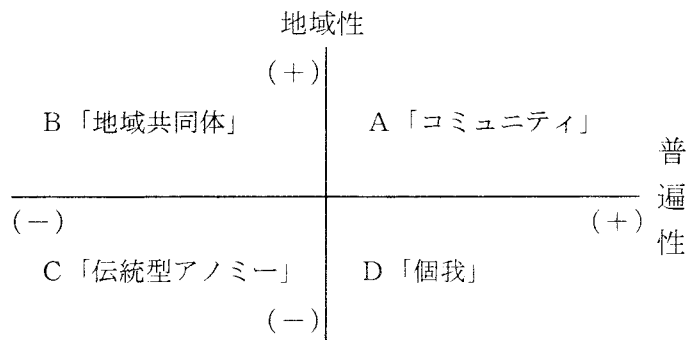 地域性
(+)
B「地域共同体」 A「コミュニティ」
普遍性
(-) (+)
C「伝統型アノミー」 D「個我」
(-)